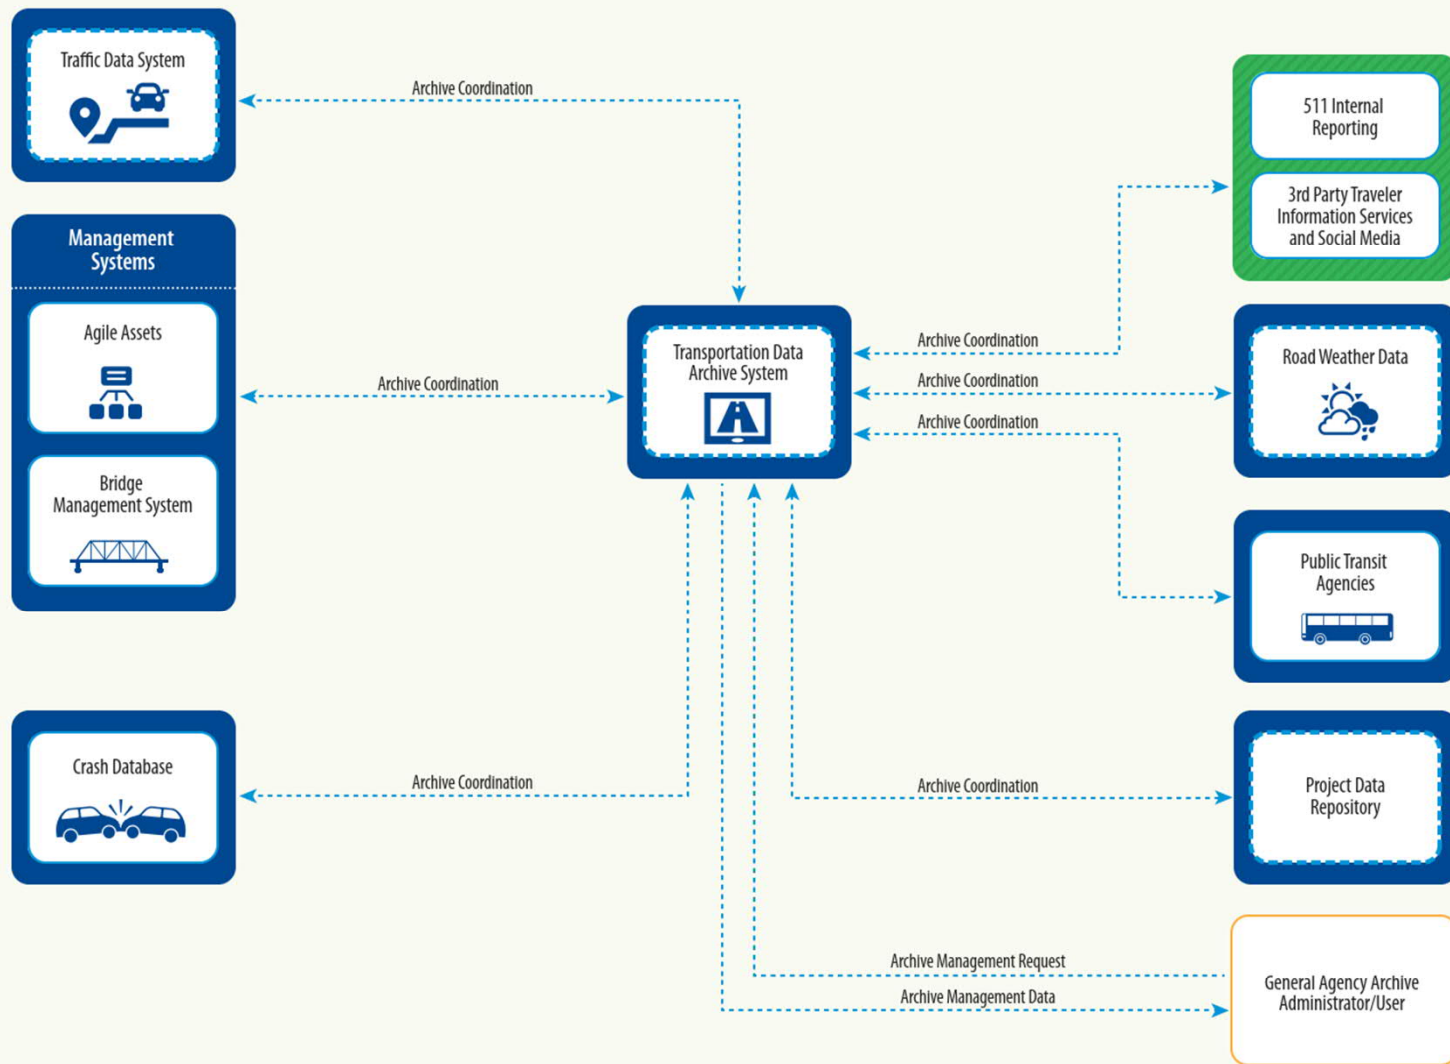 Traffic Data System
Archive Coordination
Management
Systems
Agile Assets
Archive Coordination
Bridge
Management System
Crash Database
Archive Coordination
Transportation Data
Archive System
Archive Coordination
Archive Coordination
Archive Coordination
511 Internal
Reporting
3rd Party Traveler
Information Services
and Social Media
Road Weather Data
Public Transit
Agencies
Archive Coordination
Project Data
Repository
Archive Management Request
Archive Management Data
General Agency Archive
Administrator/User